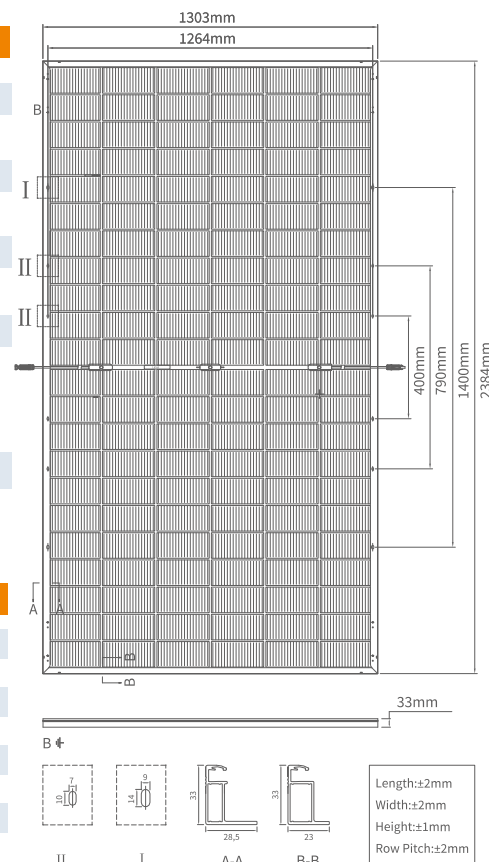 1303mm
1264mm
B
I
II
II
400mm
790mm
1400mm
2384mm
A
A
B
B
33mm
B
7
10
9
14
33
28,5
33
23
II
I
A-A
B-B
Length:±2mm
Width:±2mm
Height:±1mm
Row Pitch:±2mm